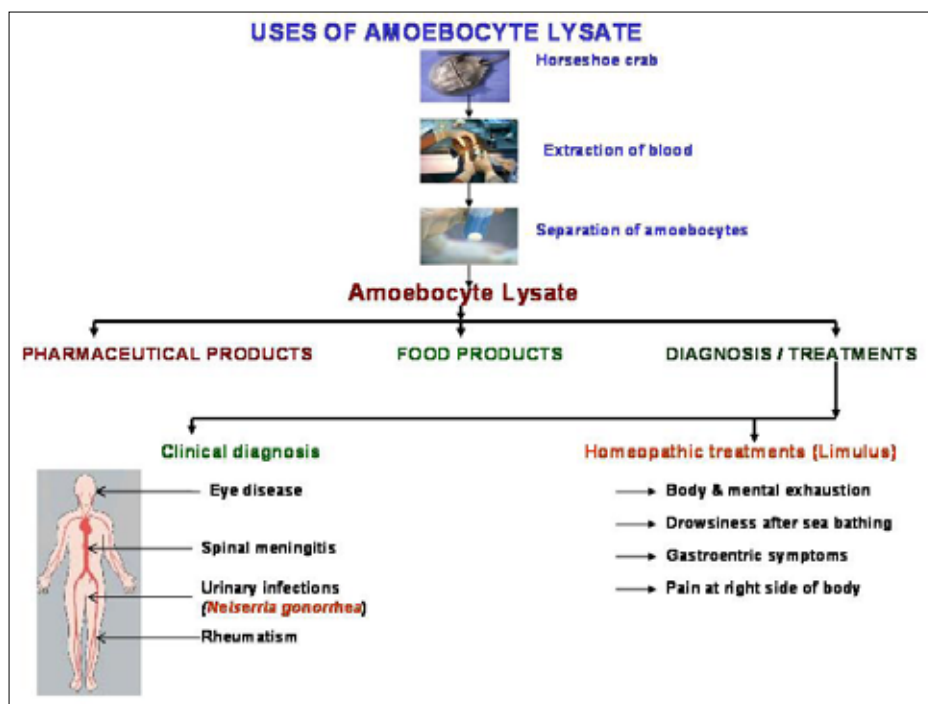 USES OF AMOEBOCYTE LYSATE
Horseshoe crab
Extraction of blood
Separation of amoebocytes
Amoebocyte Lysate
PHARMACEUTICAL PRODUCTS
FOOD PRODUCTS
DIAGNOSIS / TREATMENTS
Clinical diagnosis
Eye disease
Spinal meningitis
Urinary infections
(Neiserria gonorrhea)
Rheumatism
Homeopathic treatments (Limulus)
Body & mental exhaustion
Drowsiness after sea bathing
Gastroentric symptoms
Pain at right side of body